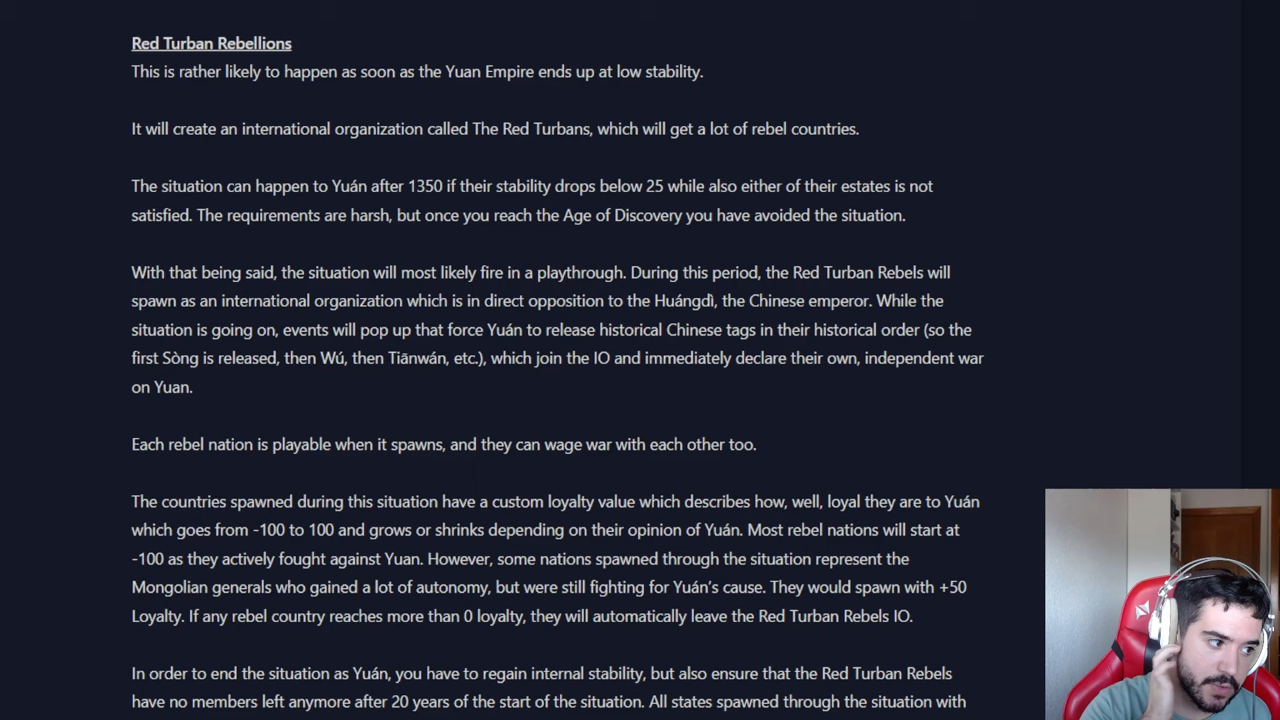 Red Turban Rebellions
This is rather likely to happen as soon as the Yuan Empire ends up at low stability.
It will create an international organization called The Red Turbans, which will get a lot of rebel countries.
The situation can happen to Yuán after 1350 if their stability drops below 25 while also either of their estates is not
satisfied. The requirements are harsh, but once you reach the Age of Discovery you have avoided the situation.
With that being said, the situation will most likely fire in a playthrough. During this period, the Red Turban Rebels will
spawn as an international organization which is in direct opposition to the Huángdì, the Chinese emperor. While the
situation is going on, events will pop up that force Yuán to release historical Chinese tags in their historical order (so the
first Sòng is released, then Wú, then Tiānwán, etc.), which join the IO and immediately declare their own, independent war
on Yuan.
Each rebel nation is playable when it spawns, and they can wage war with each other too.
The countries spawned during this situation have a custom loyalty value which describes how, well, loyal they are to Yuán
which goes from -100 to 100 and grows or shrinks depending on their opinion of Yuán. Most rebel nations will start at
-100 as they actively fought against Yuan. However, some nations spawned through the situation represent the
Mongolian generals who gained a lot of autonomy, but were still fighting for Yuán's cause. They would spawn with +50
Loyalty. If any rebel country reaches more than 0 loyalty, they will automatically leave the Red Turban Rebels IO.
In order to end the situation as Yuán, you have to regain internal stability, but also ensure that the Red Turban Rebels
have no members left anymore after 20 years of the start of the situation. All states spawned through the situation with